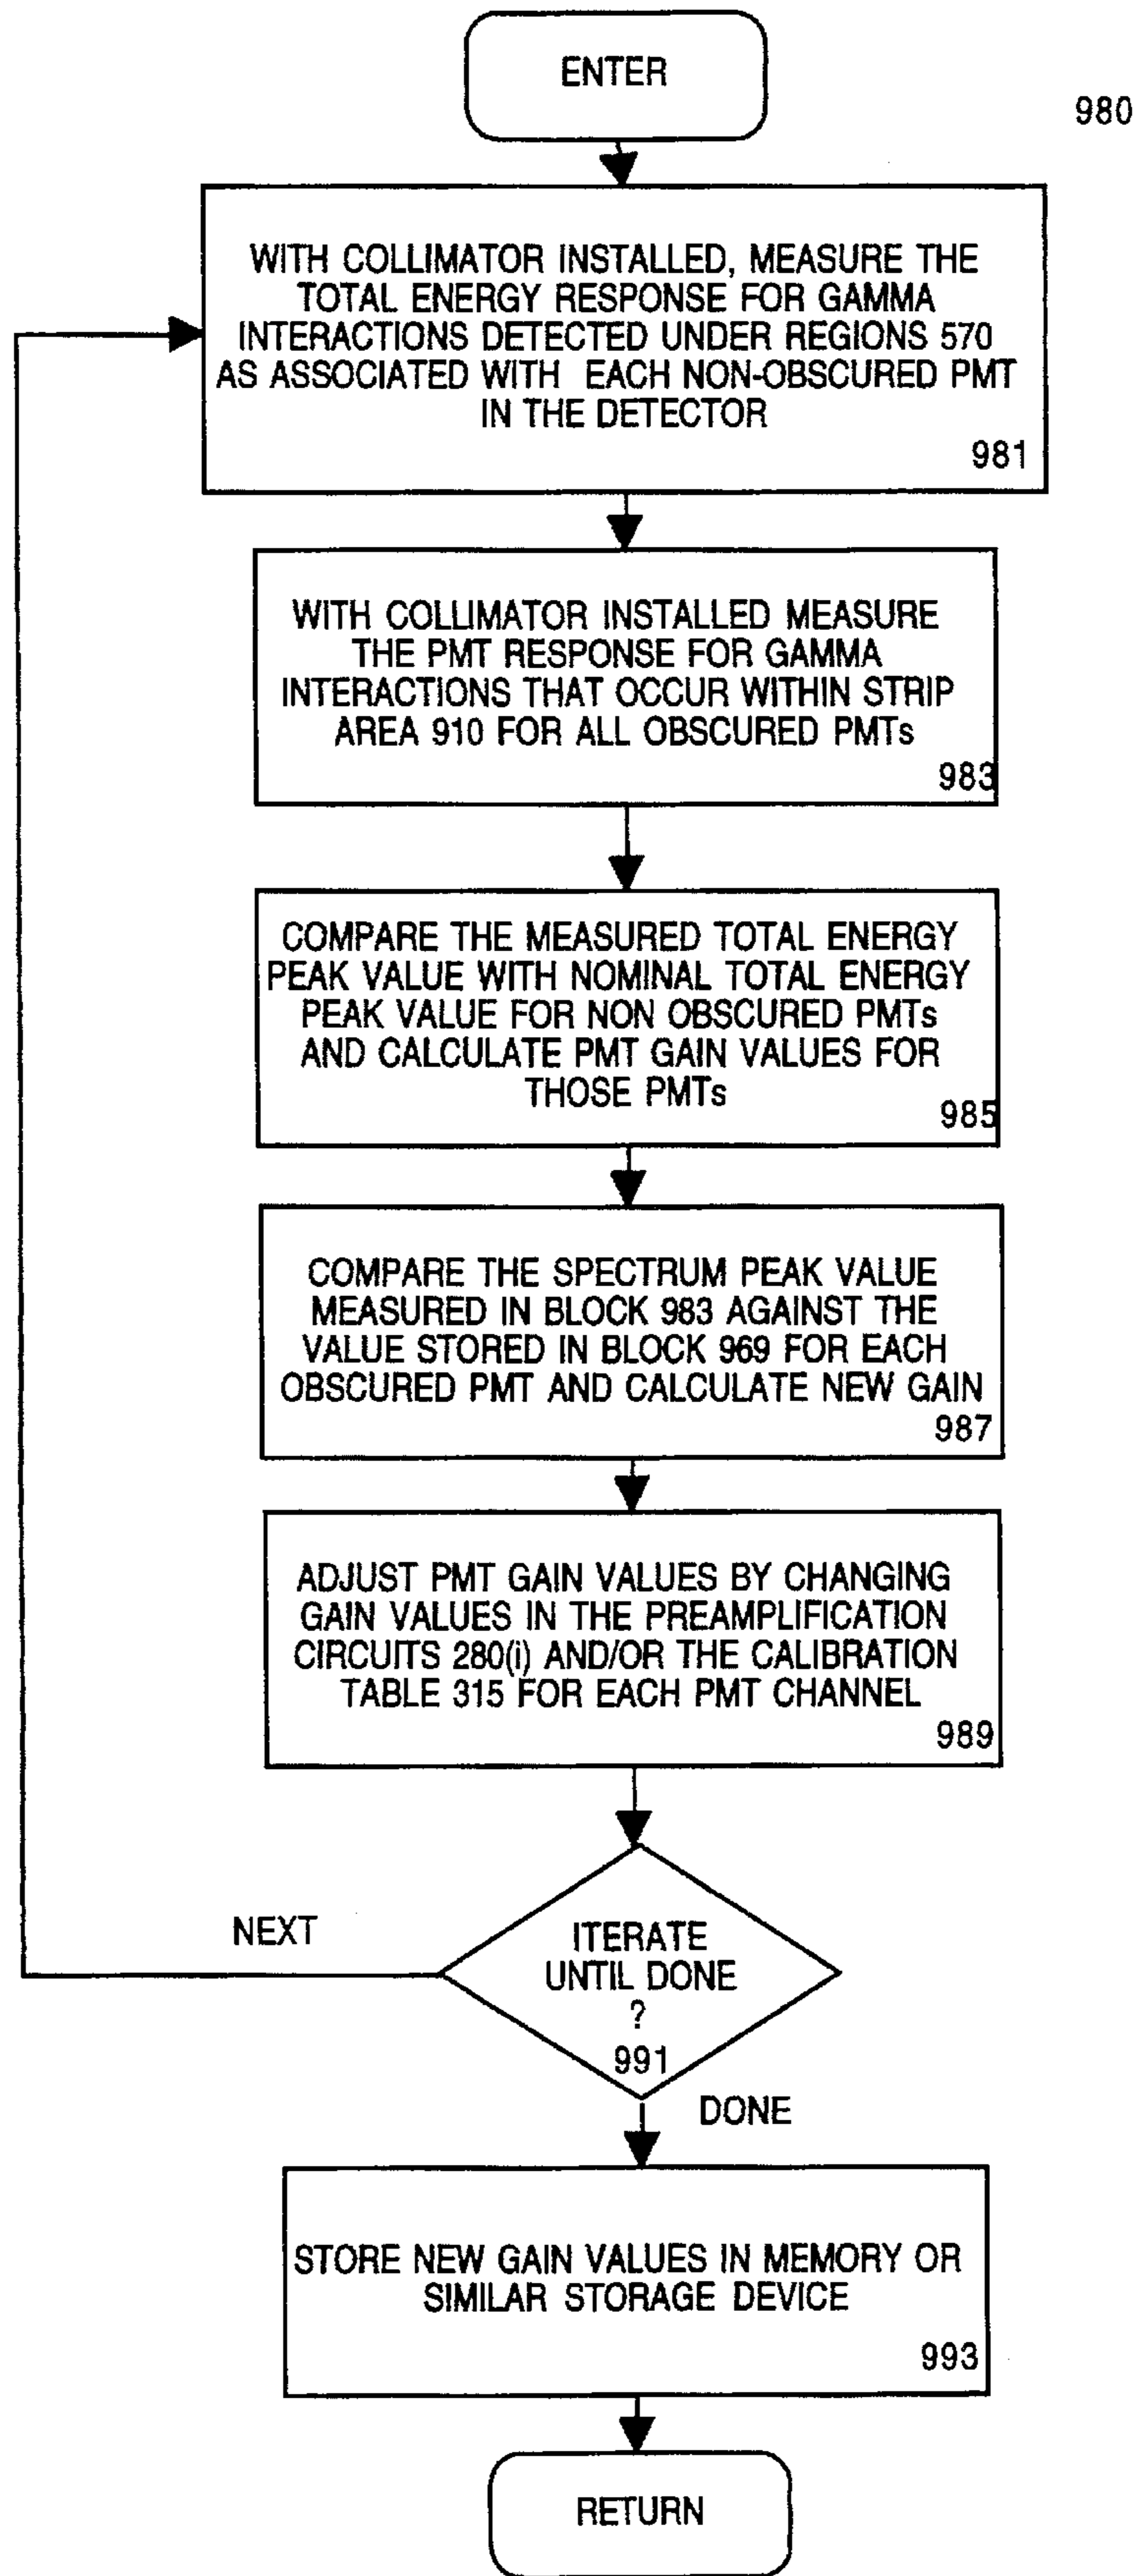 ENTER
980
WITH COLLIMATOR INSTALLED, MEASURE THE
TOTAL ENERGY RESPONSE FOR GAMMA
INTERACTIONS DETECTED UNDER REGIONS 570
AS ASSOCIATED WITH EACH NON-OBSCURED PMT
IN THE DETECTOR
981
WITH COLLIMATOR INSTALLED MEASURE
THE PMT RESPONSE FOR GAMMA
INTERACTIONS THAT OCCUR WITHIN STRIP
AREA 910 FOR ALL OBSCURED PMTs
983
COMPARE THE MEASURED TOTAL ENERGY
PEAK VALUE WITH NOMINAL TOTAL ENERGY
PEAK VALUE FOR NON OBSCURED PMTs
AND CALCULATE PMT GAIN VALUES FOR
THOSE PMTs
985
COMPARE THE SPECTRUM PEAK VALUE
MEASURED IN BLOCK 983 AGAINST THE
VALUE STORED IN BLOCK 969 FOR EACH
OBSCURED PMT AND CALCULATE NEW GAIN
987
ADJUST PMT GAIN VALUES BY CHANGING
GAIN VALUES IN THE PREAMPLIFICATION
CIRCUITS 280(i) AND/OR THE CALIBRATION
TABLE 315 FOR EACH PMT CHANNEL
989
NEXT
ITERATE
UNTIL DONE
?
991
DONE
STORE NEW GAIN VALUES IN MEMORY OR
SIMILAR STORAGE DEVICE
993
RETURN